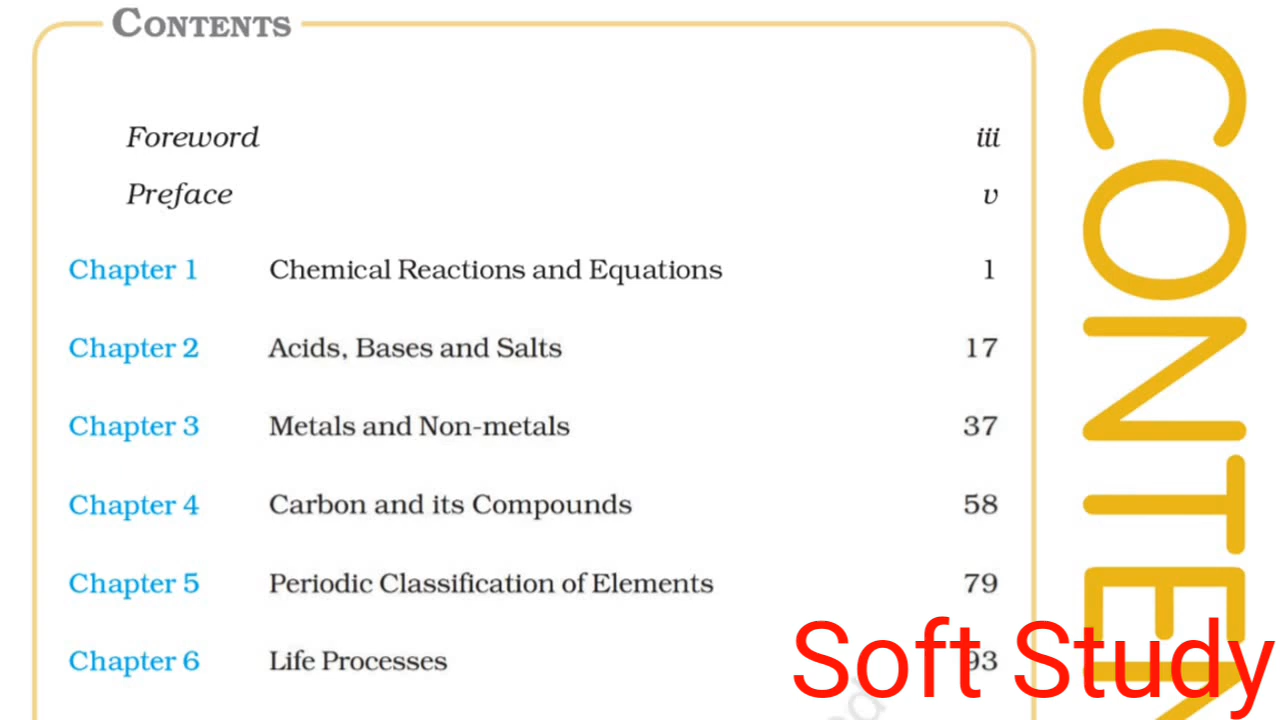 CONTENTS
Foreword iii
Preface v
Chapter 1 Chemical Reactions and Equations 1
Chapter 2 Acids, Bases and Salts 17
Chapter 3 Metals and Non-metals 37
Chapter 4 Carbon and its Compounds 58
Chapter 5 Periodic Classification of Elements 79
Chapter 6 Life Processes 93
CONTEN
Soft Study